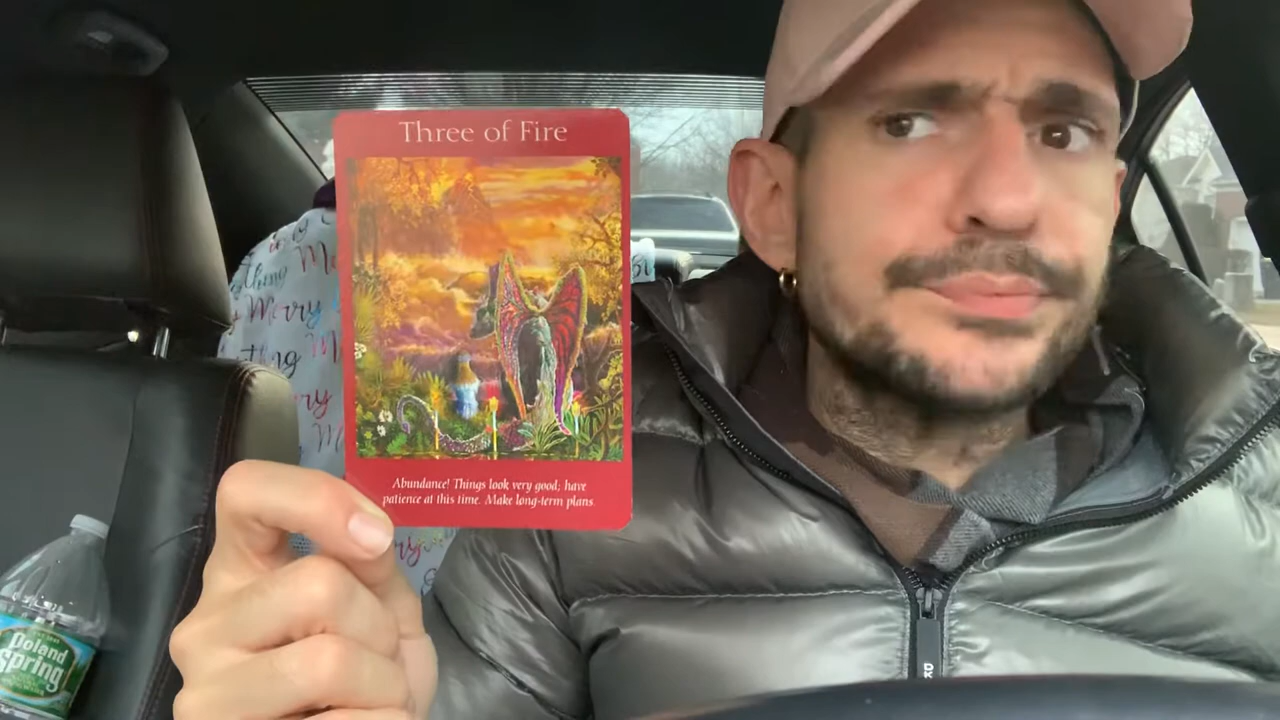 Three of Fire
Abundance! Things look very good; have
patience at this time. Make long-term plans.
Merry
Poland
Spring